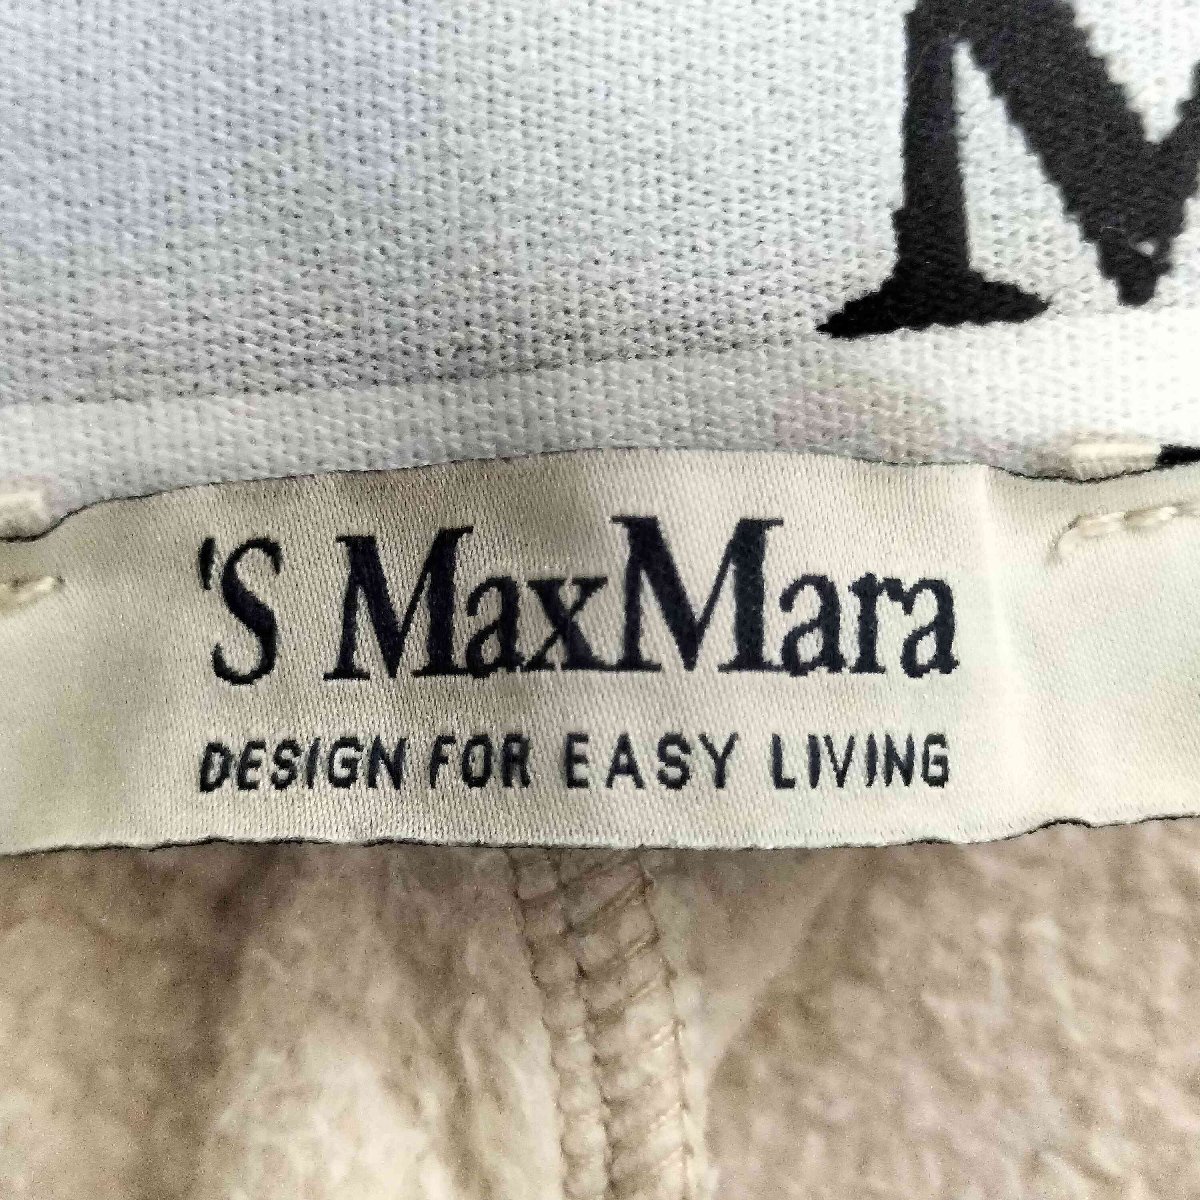 M
'S MaxMara
DESIGN FOR EASY LIVING